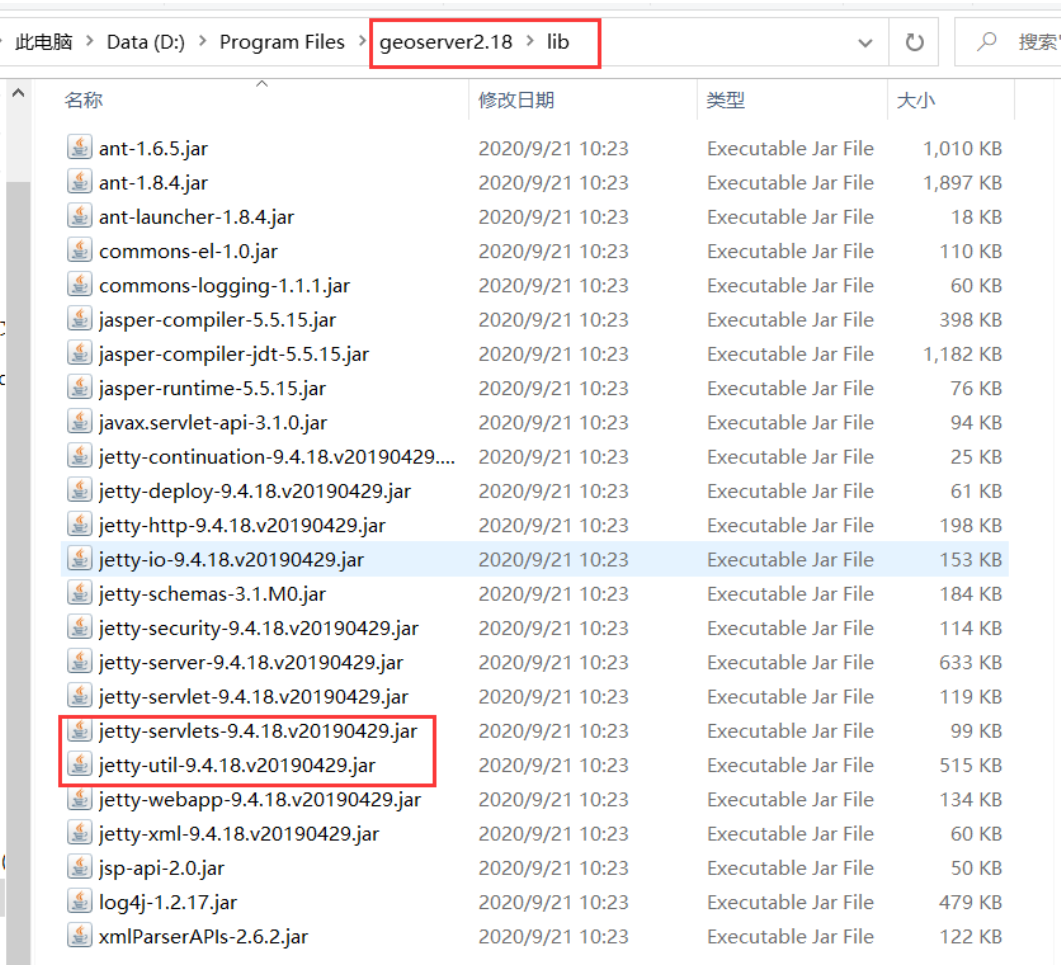 此电脑 > Data (D:) > Program Files > geoserver2.18 > lib 搜索
名称 修改日期 类型 大小
ant-1.6.5.jar 2020/9/21 10:23 Executable Jar File 1,010 KB
ant-1.8.4.jar 2020/9/21 10:23 Executable Jar File 1,897 KB
ant-launcher-1.8.4.jar 2020/9/21 10:23 Executable Jar File 18 KB
commons-el-1.0.jar 2020/9/21 10:23 Executable Jar File 110 KB
commons-logging-1.1.1.jar 2020/9/21 10:23 Executable Jar File 60 KB
jasper-compiler-5.5.15.jar 2020/9/21 10:23 Executable Jar File 398 KB
jasper-compiler-jdt-5.5.15.jar 2020/9/21 10:23 Executable Jar File 1,182 KB
jasper-runtime-5.5.15.jar 2020/9/21 10:23 Executable Jar File 76 KB
javax.servlet-api-3.1.0.jar 2020/9/21 10:23 Executable Jar File 94 KB
jetty-continuation-9.4.18.v20190429.... 2020/9/21 10:23 Executable Jar File 25 KB
jetty-deploy-9.4.18.v20190429.jar 2020/9/21 10:23 Executable Jar File 61 KB
jetty-http-9.4.18.v20190429.jar 2020/9/21 10:23 Executable Jar File 198 KB
jetty-io-9.4.18.v20190429.jar 2020/9/21 10:23 Executable Jar File 153 KB
jetty-schemas-3.1.M0.jar 2020/9/21 10:23 Executable Jar File 184 KB
jetty-security-9.4.18.v20190429.jar 2020/9/21 10:23 Executable Jar File 114 KB
jetty-server-9.4.18.v20190429.jar 2020/9/21 10:23 Executable Jar File 633 KB
jetty-servlet-9.4.18.v20190429.jar 2020/9/21 10:23 Executable Jar File 119 KB
jetty-servlets-9.4.18.v20190429.jar 2020/9/21 10:23 Executable Jar File 99 KB
jetty-util-9.4.18.v20190429.jar 2020/9/21 10:23 Executable Jar File 515 KB
jetty-webapp-9.4.18.v20190429.jar 2020/9/21 10:23 Executable Jar File 134 KB
jetty-xml-9.4.18.v20190429.jar 2020/9/21 10:23 Executable Jar File 60 KB
jsp-api-2.0.jar 2020/9/21 10:23 Executable Jar File 50 KB
log4j-1.2.17.jar 2020/9/21 10:23 Executable Jar File 479 KB
xmlParserAPIs-2.6.2.jar 2020/9/21 10:23 Executable Jar File 122 KB